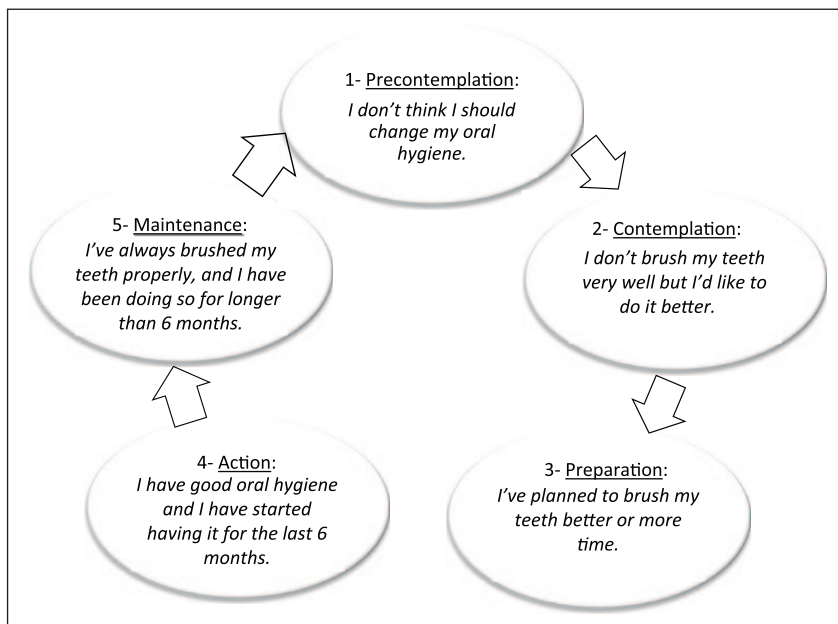 1- Precontemplation:
I don’t think I should
change my oral
hygiene.
2- Contemplation:
I don’t brush my teeth
very well but I’d like to
do it better.
3- Preparation:
I’ve planned to brush my
teeth better or more
time.
4- Action:
I have good oral hygiene
and I have started
having it for the last 6
months.
5- Maintenance:
I’ve always brushed my
teeth properly, and I have
been doing so for longer
than 6 months.